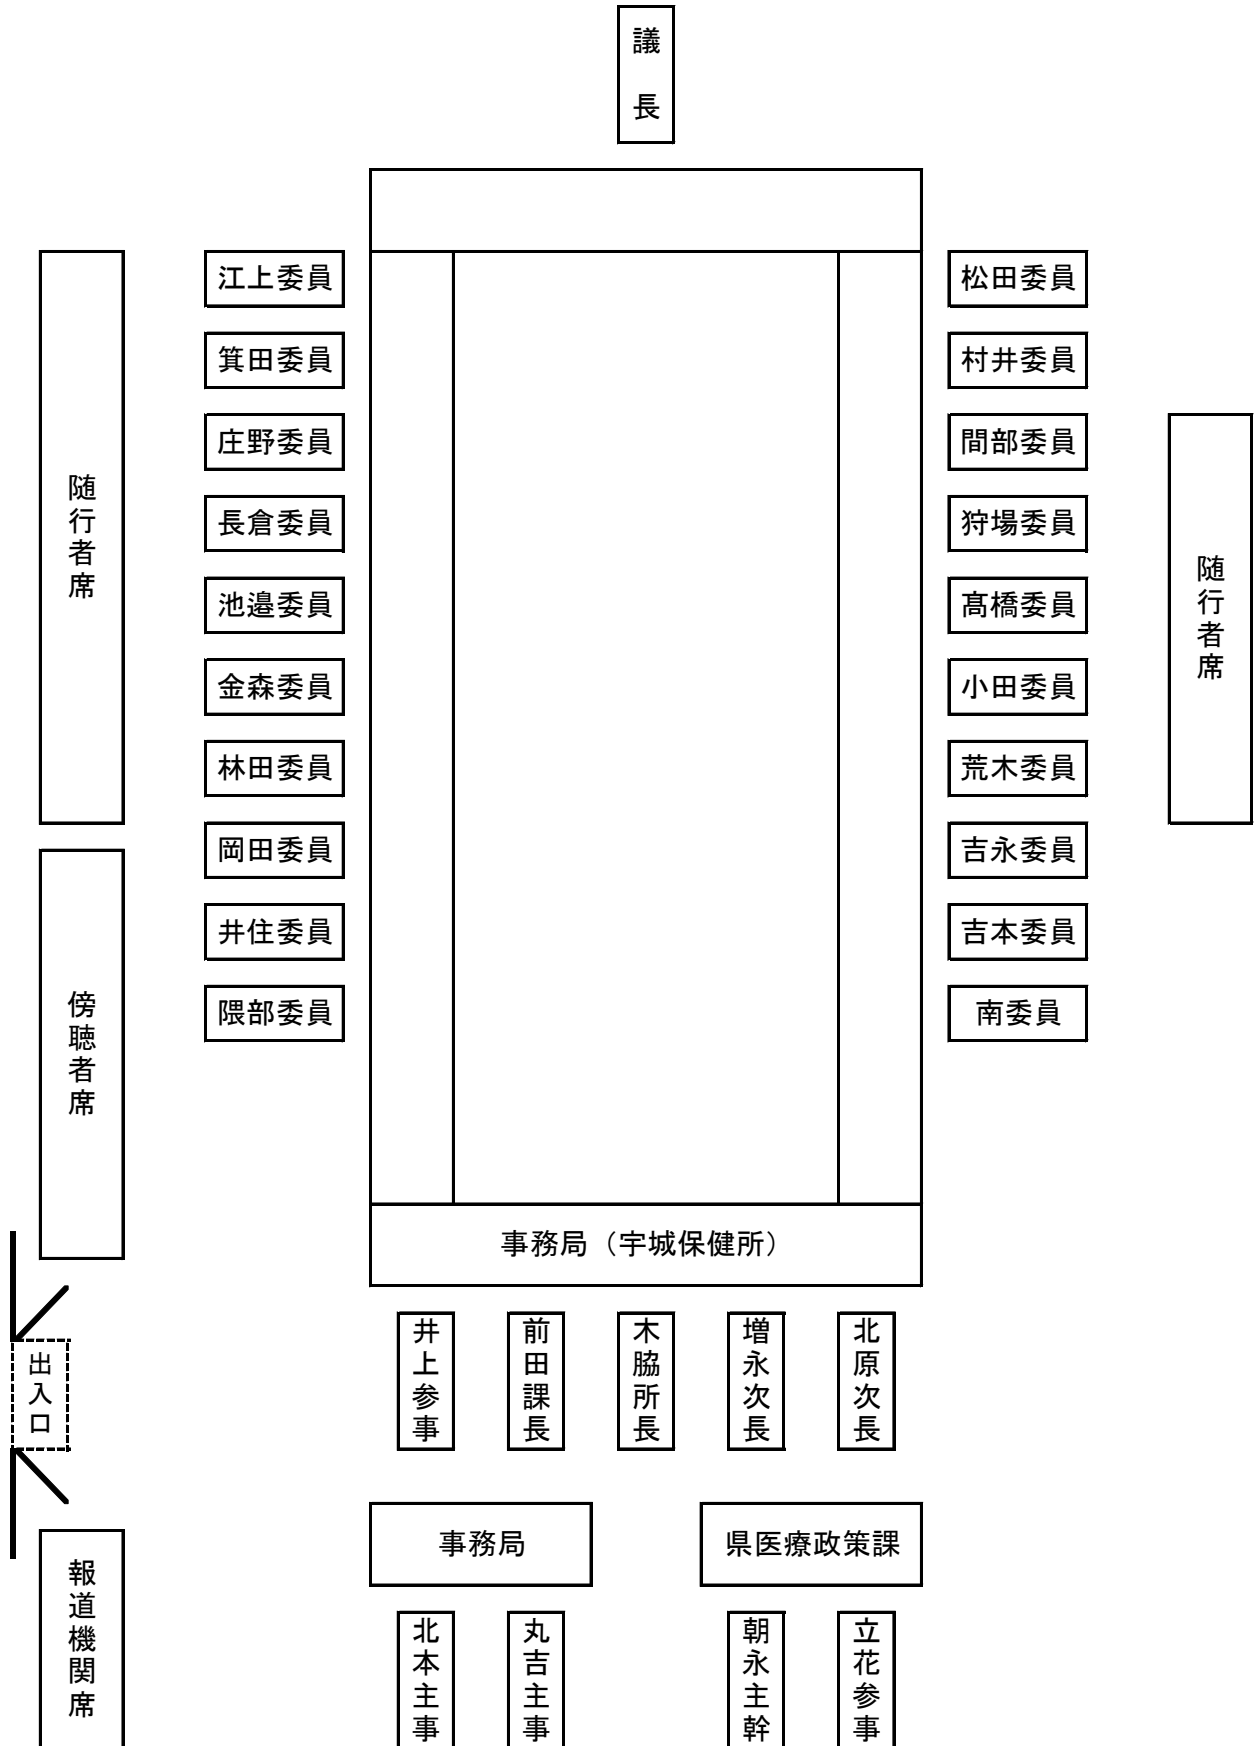 議長
江上委員
松田委員
箕田委員
村井委員
庄野委員
間部委員
長倉委員
狩場委員
池邉委員
髙橋委員
金森委員
小田委員
林田委員
荒木委員
岡田委員
吉永委員
井住委員
吉本委員
隈部委員
南委員
随行者席
随行者席
傍聴者席
事務局（宇城保健所）
井上参事
前田課長
木脇所長
増永次長
北原次長
出入口
事務局
県医療政策課
報道機関席
北本主事
丸吉主事
朝永主幹
立花参事